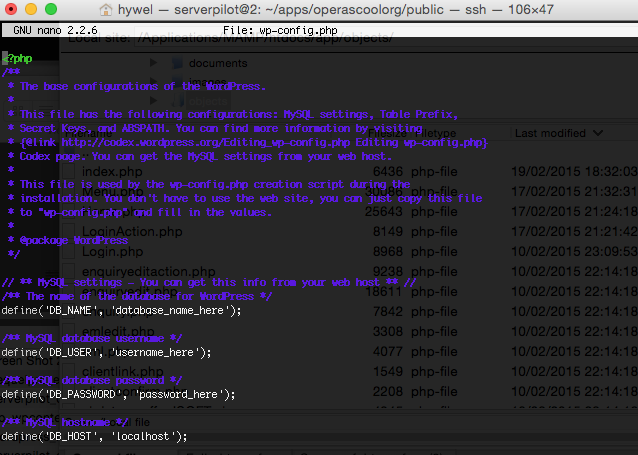 hywel — serverpilot@2: ~/apps/operascoolorg/public — ssh — 106×47
GNU nano 2.2.6 File: wp-config.php
Local site: /Applications/MAMP/htdocs/app/objects/
documents
images
<?php
/**
* The base configurations of the WordPress.
*
* This file has the following configurations: MySQL settings, Table Prefix,
* Secret Keys, and ABSPATH. You can find more information by visiting
* {@link http://codex.wordpress.org/Editing_wp-config.php Editing wp-config.php}
* Codex page. You can get the MySQL settings from your web host.
*
* This file is used by the wp-config.php creation script during the
* installation. You don't have to use the web site, you can just copy this file
* to "wp-config.php" and fill in the values.
*
* @package WordPress
*/
// ** MySQL settings - You can get this info from your web host ** //
/** The name of the database for WordPress */
define('DB_NAME', 'database_name_here');
/** MySQL database username */
define('DB_USER', 'username_here');
/** MySQL database password */
define('DB_PASSWORD', 'password_here');
/** MySQL hostname */
define('DB_HOST', 'localhost');
Filename Filesize Filetype Last modified
index.php 6436 php-file 19/02/2015 18:32:03
Menu.php 30086 php-file 17/02/2015 21:32:31
25643 php-file 17/02/2015 21:24:18
LoginAction.php 8149 php-file 17/02/2015 21:21:42
Login.php 8968 php-file 10/02/2015 23:09:53
enquiryeditaction.php 9238 php-file 10/02/2015 22:14:18
enquiryedit.php 18611 php-file 10/02/2015 22:14:18
7842 php-file 10/02/2015 22:14:18
emledit.php 3308 php-file 10/02/2015 22:14:18
4077 php-file 10/02/2015 22:14:18
clientlink.php 1549 php-file 10/02/2015 22:14:18
2208 php-file 10/02/2015 22:14:18